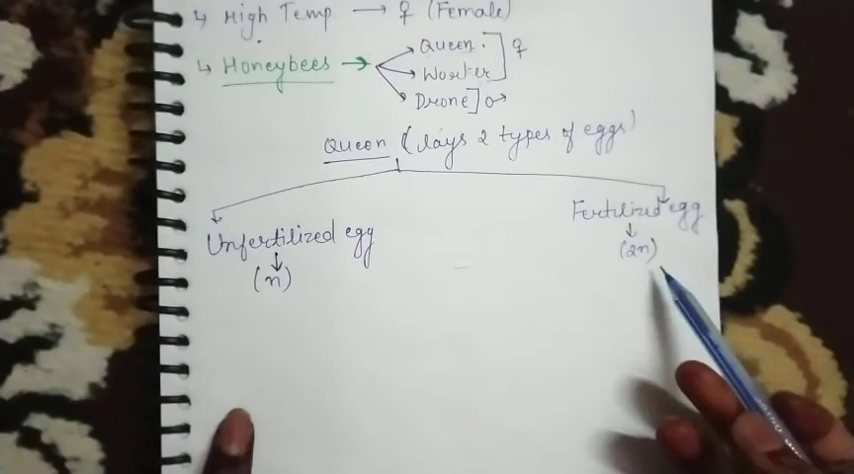 ↳ High Temp → ♀ (Female)
↳ Honeybees → Queen. ] ♀
Worker
Drone ] ♂
Queen (lays 2 types of eggs)
Unfertilized egg
(n)
Fertilized egg
(2n)